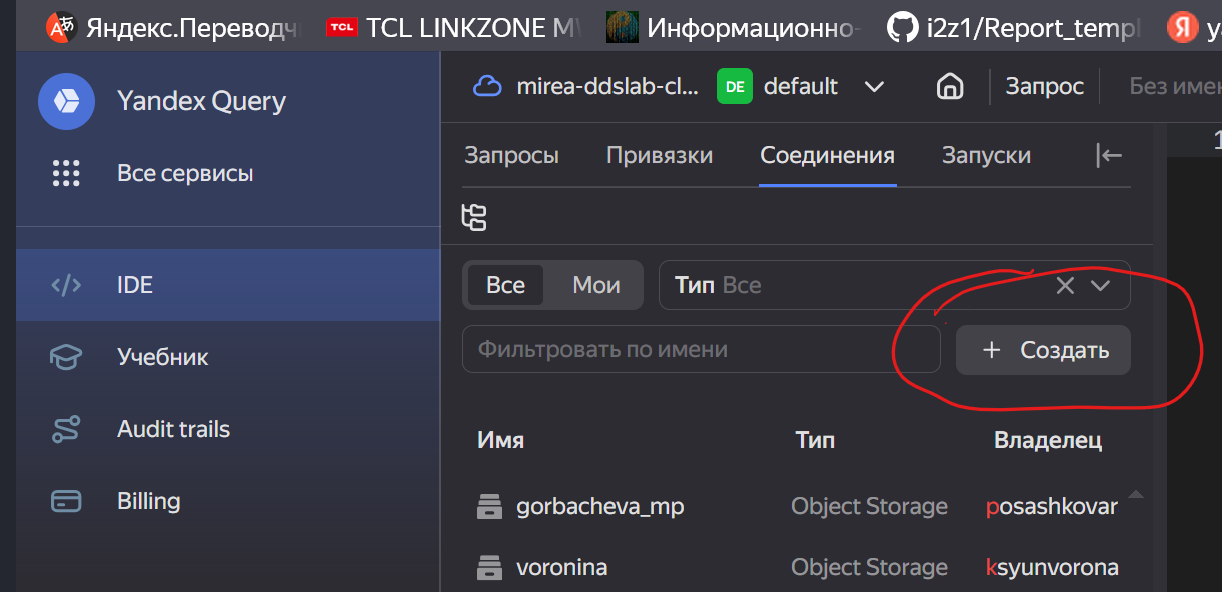 Яндекс.Переводч
TCL TCL LINKZONE M
Информационно-
i2z1/Report_templ
Я
Yandex Query
mirea-ddslab-cl...
DE default
Запрос
Без имен
Все сервисы
Запросы Привязки Соединения Запуски
1
IDE
Учебник
Audit trails
Billing
Все Мои
Тип Все
Фильтровать по имени
+ Создать
Имя Тип Владелец
gorbacheva_mp Object Storage posashkovar
voronina Object Storage ksyunvorona